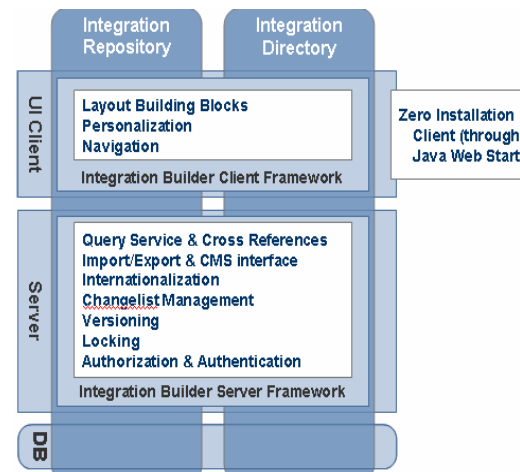 Integration
Repository
Integration
Directory
UI Client
Layout Building Blocks
Personalization
Navigation
Integration Builder Client Framework
Zero Installation
Client (through
Java Web Start
Server
Query Service & Cross References
Import/Export & CMS interface
Internationalization
Changelist Management
Versioning
Locking
Authorization & Authentication
Integration Builder Server Framework
DB